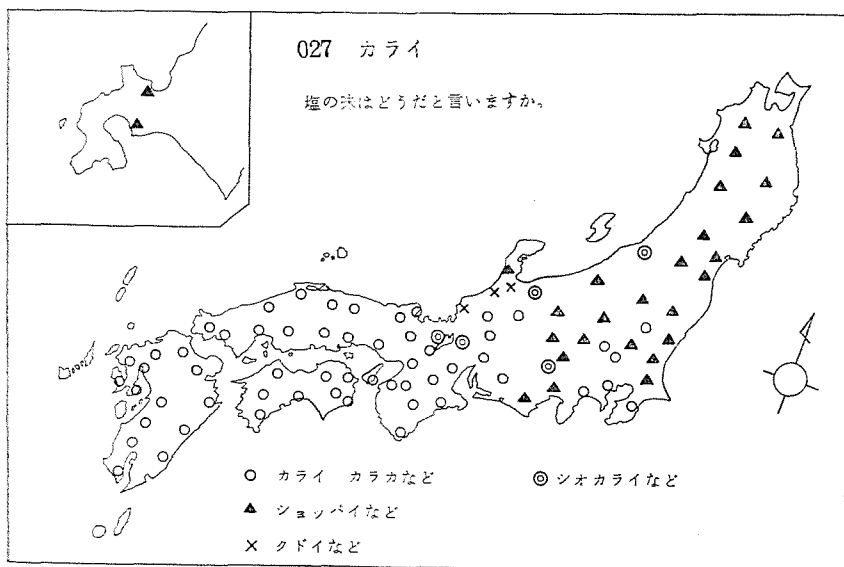 027 カライ
塩の味はどうだと言いますか。
○ カライ カラカなど
◎ シオカライなど
▲ ショッパイなど
× クドイなど